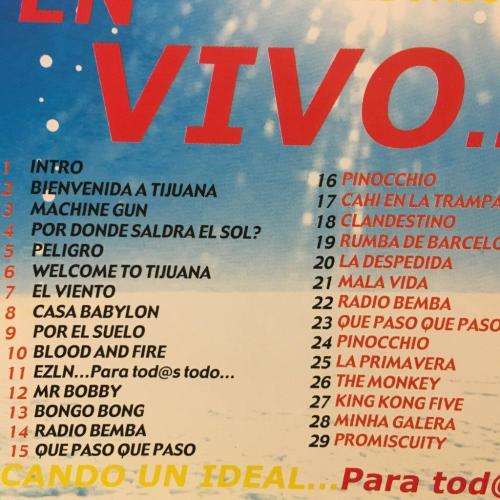 EN
VIVO..
1 INTRO
2 BIENVENIDA A TIJUANA
3 MACHINE GUN
4 POR DONDE SALDRA EL SOL?
5 PELIGRO
6 WELCOME TO TIJUANA
7 EL VIENTO
8 CASA BABYLON
9 POR EL SUELO
10 BLOOD AND FIRE
11 EZLN...Para tod@s todo...
12 MR BOBBY
13 BONGO BONG
14 RADIO BEMBA
15 QUE PASO QUE PASO
16 PINOCCHIO
17 CAHI EN LA TRAMPA
18 CLANDESTINO
19 RUMBA DE BARCELO
20 LA DESPEDIDA
21 MALA VIDA
22 RADIO BEMBA
23 QUE PASO QUE PASO
24 PINOCCHIO
25 LA PRIMAVERA
26 THE MONKEY
27 KING KONG FIVE
28 MINHA GALERA
29 PROMISCUITY
CANDO UN IDEAL...Para tod@